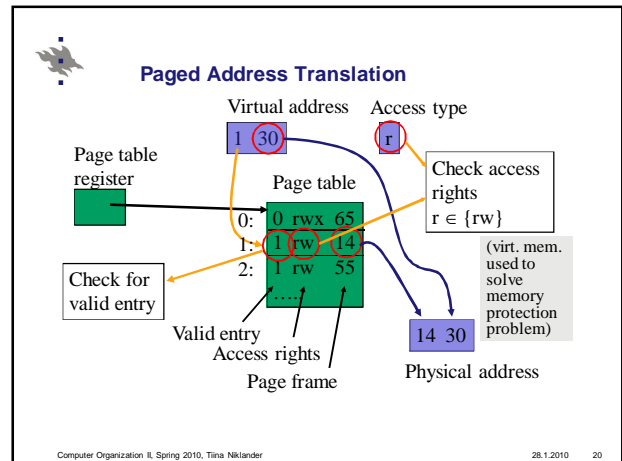 Paged Address Translation
Virtual address
Access type
1 30
r
Page table
register
Page table
Check access
rights
r ∈ {rw}
0: 0 rwx 65
1: 1 rw 14
2: 1 rw 55
.....
Check for
valid entry
(virt. mem.
used to
solve
memory
protection
problem)
Valid entry
Access rights
Page frame
14 30
Physical address
Computer Organization II, Spring 2010, Tiina Niklander
28.1.2010
20